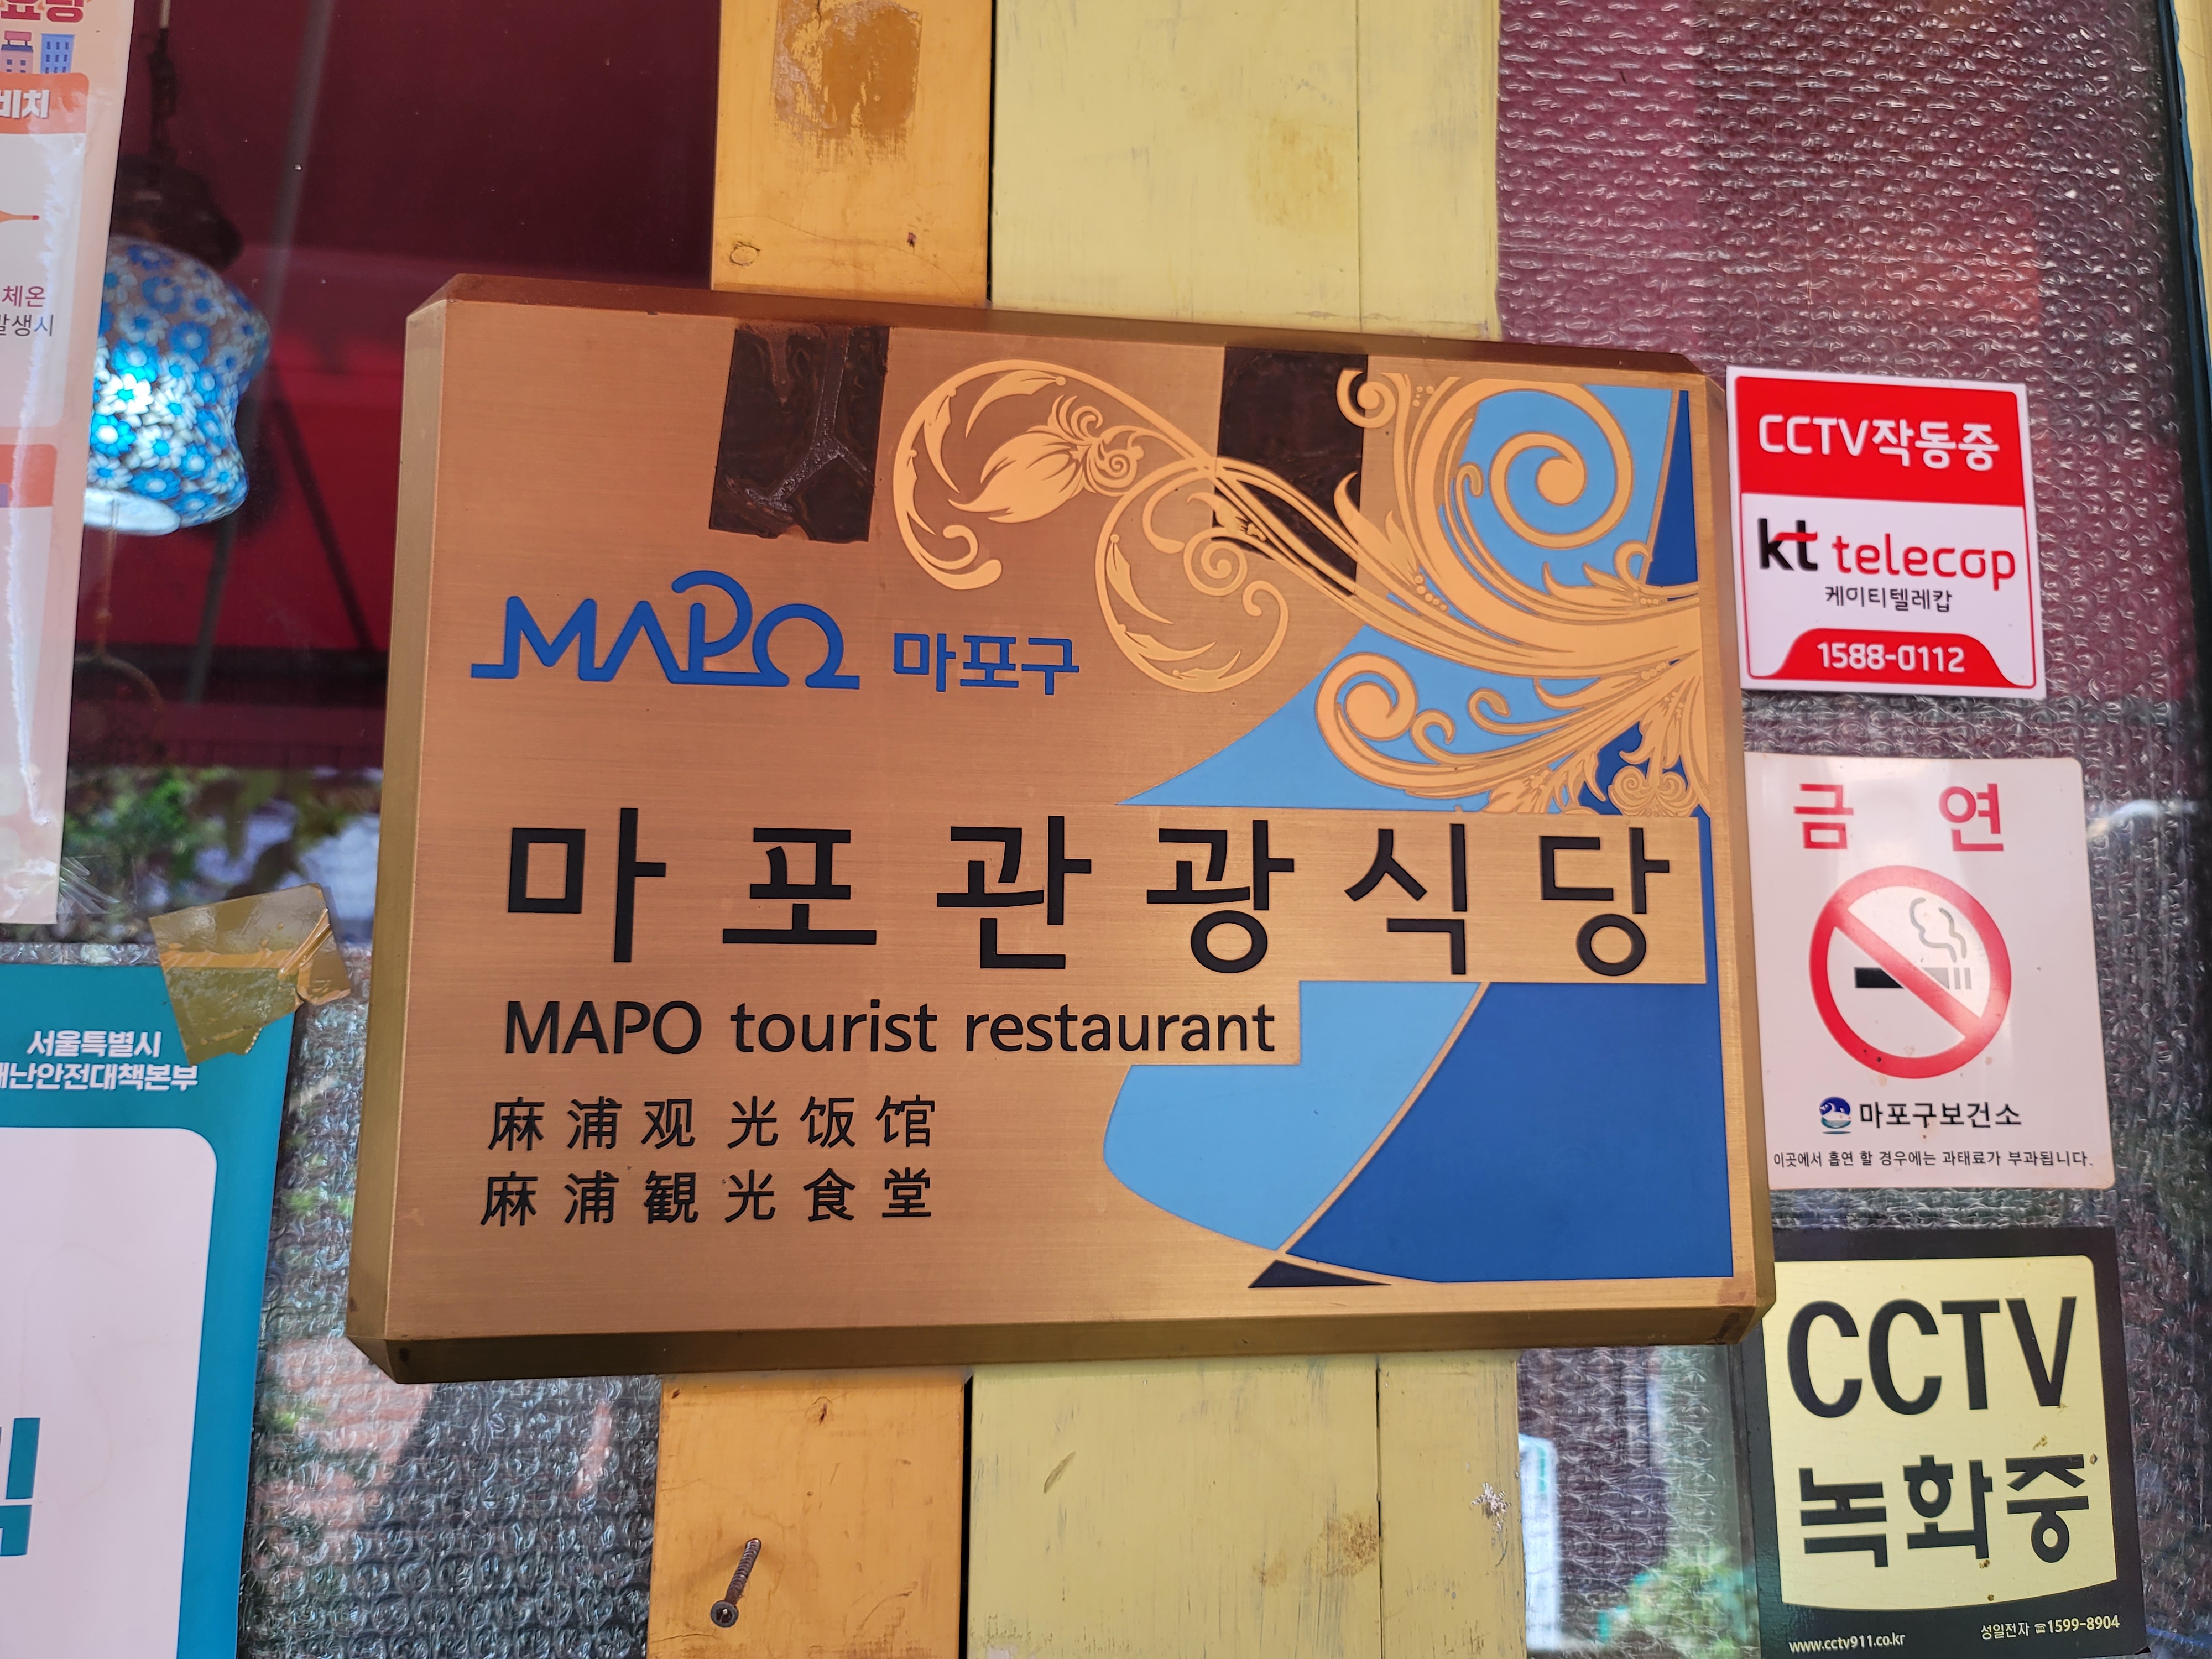 비치
체온
발생시
서울특별시
재난안전대책본부
MAPO 마포구
마포관광식당
MAPO tourist restaurant
麻浦观光饭馆
麻浦観光食堂
CCTV작동중
kt telecop
케이티텔레캅
1588-0112
금 연
마포구보건소
이곳에서 흡연 할 경우에는 과태료가 부과됩니다.
CCTV
녹화중
www.cctv911.co.kr 성일전자 ☎1599-8904